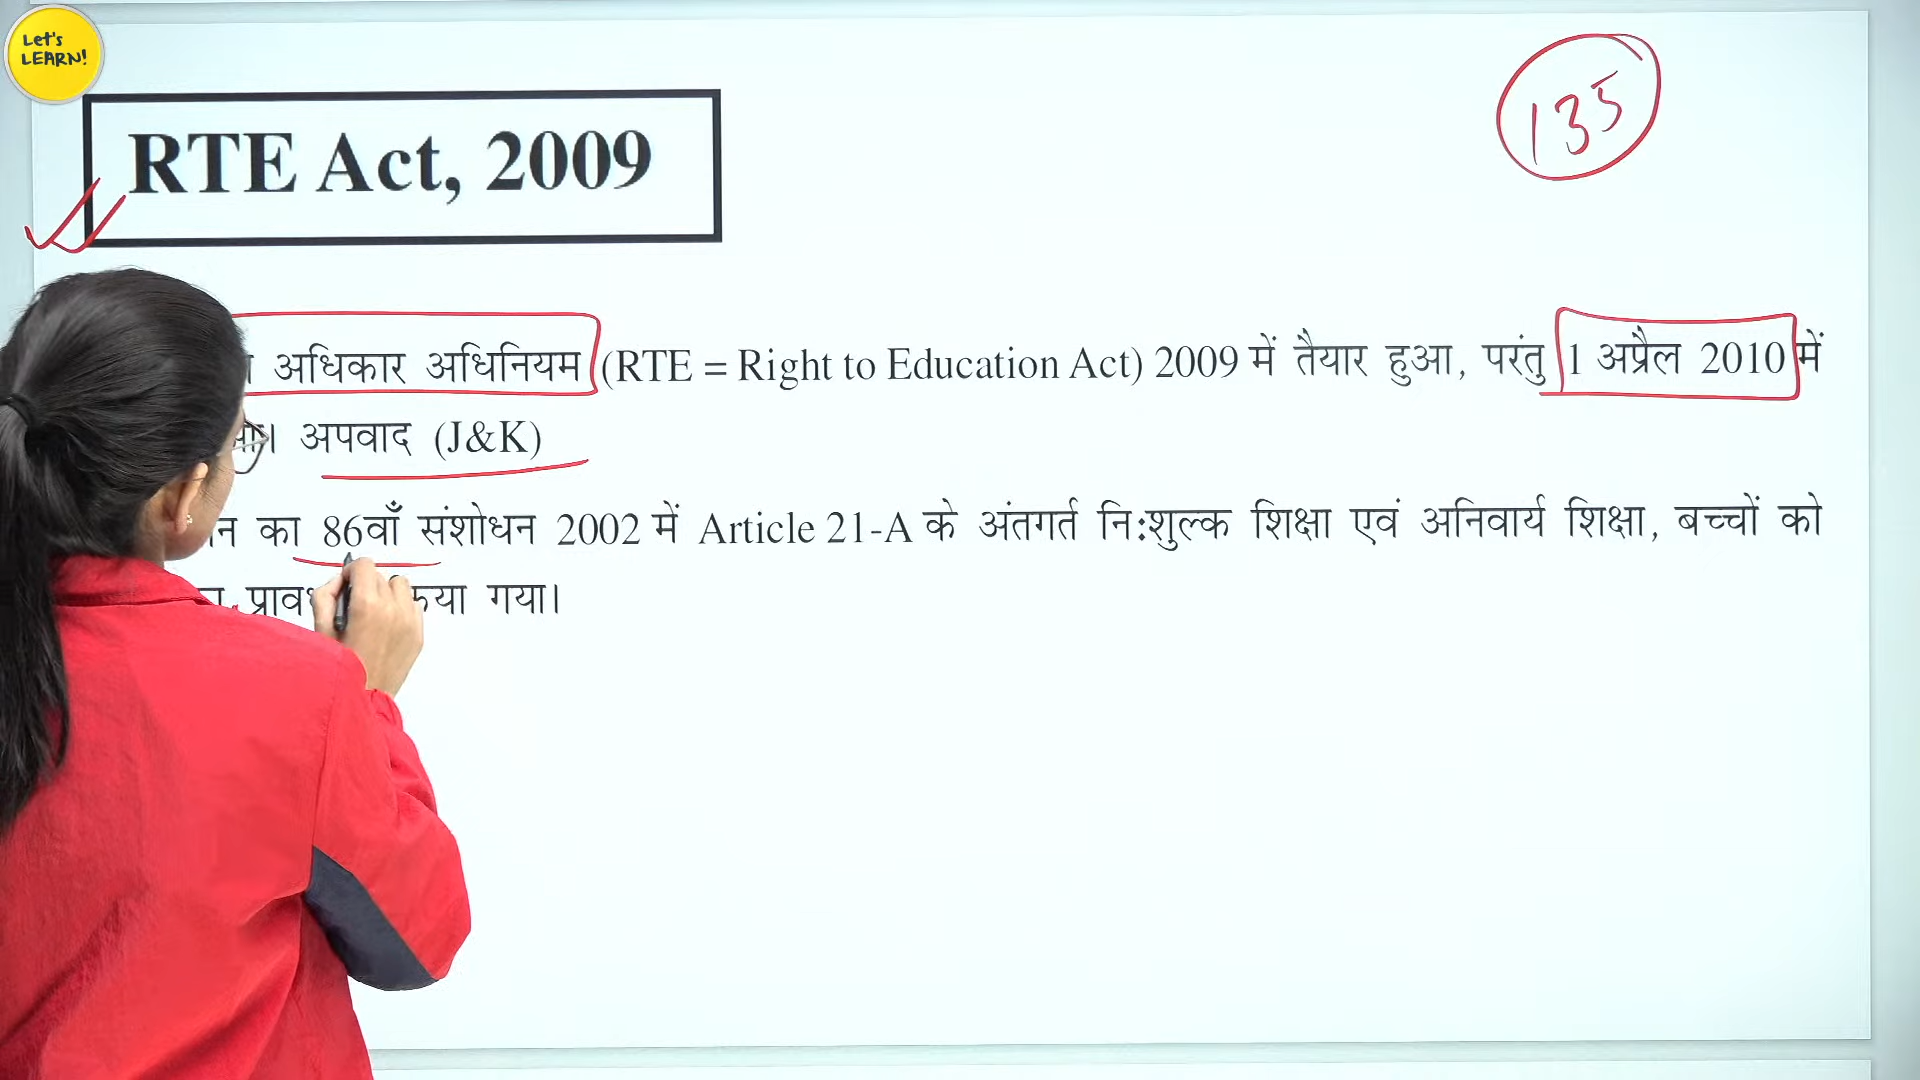 Let's
LEARN!
135
RTE Act, 2009
अधिकार अधिनियम (RTE = Right to Education Act) 2009 में तैयार हुआ, परंतु 1 अप्रैल 2010 में
अपवाद (J&K)
का 86वाँ संशोधन 2002 में Article 21-A के अंतगर्त नि:शुल्क शिक्षा एवं अनिवार्य शिक्षा, बच्चों को
गया।